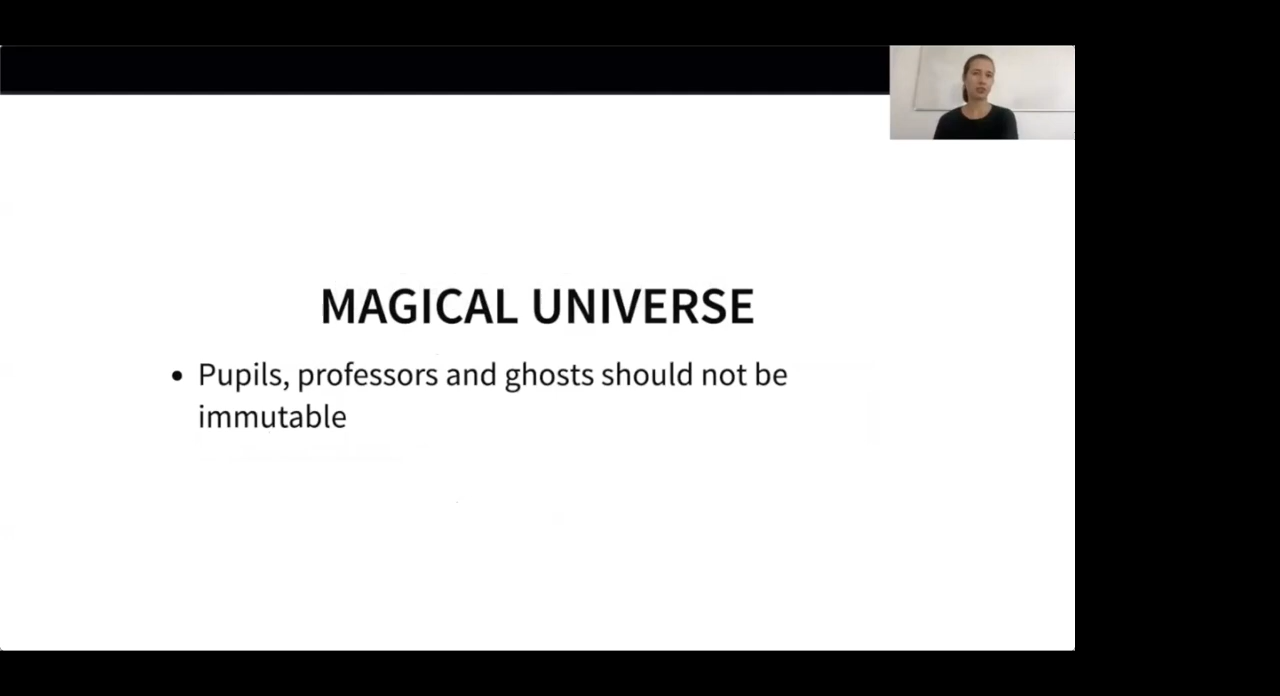 MAGICAL UNIVERSE
• Pupils, professors and ghosts should not be
immutable